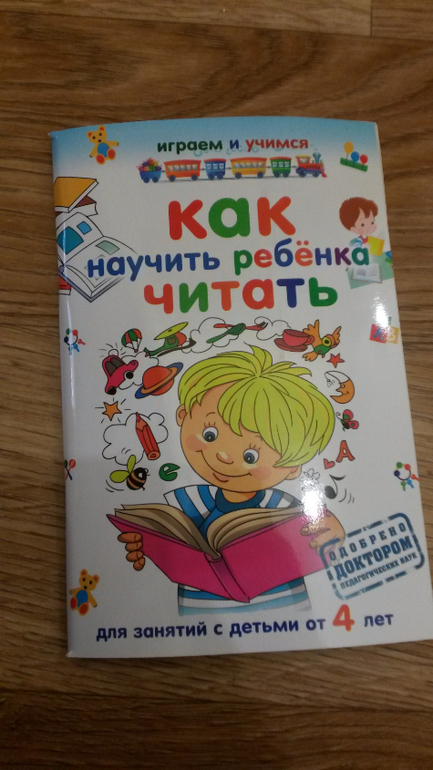 играем и учимся
как
научить ребёнка
читать
е
А
ОДОБРЕНО
ДОКТОРОМ
ПЕДАГОГИЧЕСКИХ НАУК
для занятий с детьми от 4 лет